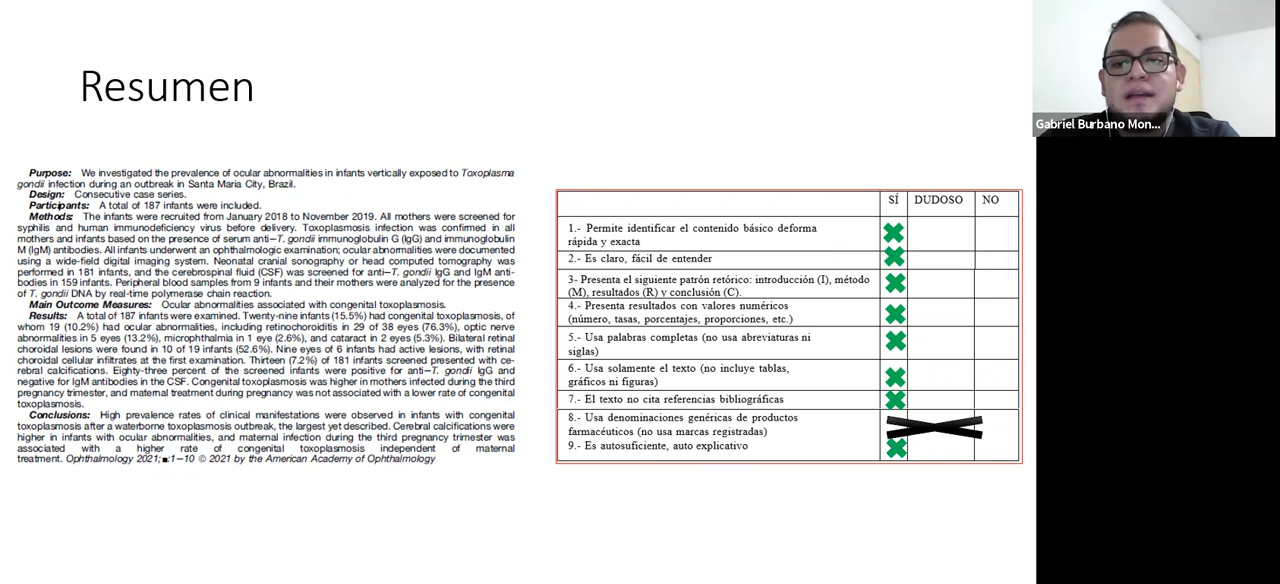 Resumen
Purpose: We investigated the prevalence of ocular abnormalities in infants vertically exposed to Toxoplasma
gondii infection during an outbreak in Santa Maria City, Brazil.
Design: Consecutive case series.
Participants: A total of 187 infants were included.
Methods: The infants were recruited from January 2018 to November 2019. All mothers were screened for
syphilis and human immunodeficiency virus before delivery. Toxoplasmosis infection was confirmed in all
mothers and infants based on the presence of serum anti–T. gondii immunoglobulin G (IgG) and immunoglobulin
M (IgM) antibodies. All infants underwent an ophthalmologic examination; ocular abnormalities were documented
using a wide-field digital imaging system. Neonatal cranial sonography or head computed tomography was
performed in 181 infants, and the cerebrospinal fluid (CSF) was screened for anti–T. gondii IgG and IgM anti-
bodies in 159 infants. Peripheral blood samples from 9 infants and their mothers were analyzed for the presence
of T. gondii DNA by real-time polymerase chain reaction.
Main Outcome Measures: Ocular abnormalities associated with congenital toxoplasmosis.
Results: A total of 187 infants were examined. Twenty-nine infants (15.5%) had congenital toxoplasmosis, of
whom 19 (10.2%) had ocular abnormalities, including retinochoroiditis in 29 of 38 eyes (76.3%), optic nerve
abnormalities in 5 eyes (13.2%), microphthalmia in 1 eye (2.6%), and cataract in 2 eyes (5.3%). Bilateral retinal
choroidal lesions were found in 10 of 19 infants (52.6%). Nine eyes of 6 infants had active lesions, with retinal
choroidal cellular infiltrates at the first examination. Thirteen (7.2%) of 181 infants screened presented with ce-
rebral calcifications. Eighty-three percent of the screened infants were positive for anti–T. gondii IgG and
negative for IgM antibodies in the CSF. Congenital toxoplasmosis was higher in mothers infected during the third
pregnancy trimester, and maternal treatment during pregnancy was not associated with a lower rate of congenital
toxoplasmosis.
Conclusions: High prevalence rates of clinical manifestations were observed in infants with congenital
toxoplasmosis after a waterborne toxoplasmosis outbreak, the largest yet described. Cerebral calcifications were
higher in infants with ocular abnormalities, and maternal infection during the third pregnancy trimester was
associated with a higher rate of congenital toxoplasmosis independent of maternal
treatment. Ophthalmology 2021;■:1–10 © 2021 by the American Academy of Ophthalmology
SÍ DUDOSO NO
1.- Permite identificar el contenido básico deforma
rápida y exacta
2.- Es claro, fácil de entender
3- Presenta el siguiente patrón retórico: introducción (I), método
(M), resultados (R) y conclusión (C).
4.- Presenta resultados con valores numéricos
(número, tasas, porcentajes, proporciones, etc.)
5.- Usa palabras completas (no usa abreviaturas ni
siglas)
6.- Usa solamente el texto (no incluye tablas,
gráficos ni figuras)
7.- El texto no cita referencias bibliográficas
8.- Usa denominaciones genéricas de productos
farmacéuticos (no usa marcas registradas)
9.- Es autosuficiente, auto explicativo
Gabriel Burbano Mon...